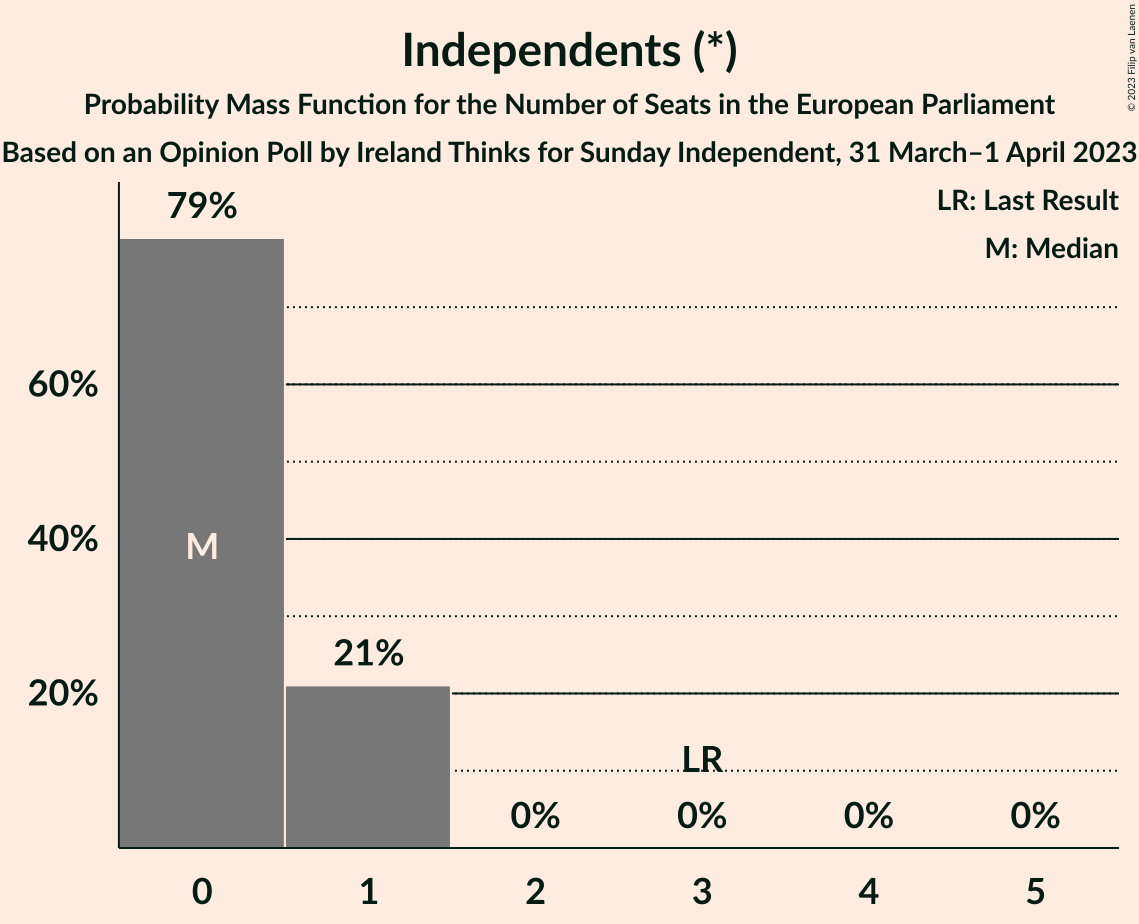 Independents (*)
Probability Mass Function for the Number of Seats in the European Parliament
Based on an Opinion Poll by Ireland Thinks for Sunday Independent, 31 March–1 April 2023
© 2023 Filip van Laenen
LR: Last Result
M: Median
79%
60%
40%
20%
M
21%
LR
0% 0% 0% 0%
0 1 2 3 4 5